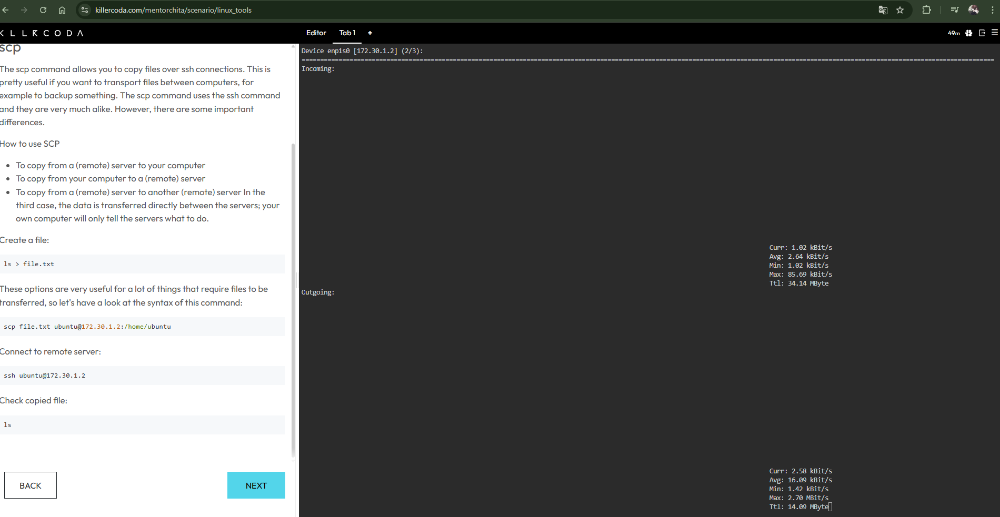 killercoda.com/mentorchita/scenario/linux_tools
KILLERCODA
Editor
Tab 1
+
49m
scp
The scp command allows you to copy files over ssh connections. This is
pretty useful if you want to transport files between computers, for
example to backup something. The scp command uses the ssh command
and they are very much alike. However, there are some important
differences.
How to use SCP
To copy from a (remote) server to your computer
To copy from your computer to a (remote) server
To copy from a (remote) server to another (remote) server In the
third case, the data is transferred directly between the servers; your
own computer will only tell the servers what to do.
Create a file:
ls > file.txt
These options are very useful for a lot of things that require files to be
transferred, so let's have a look at the syntax of this command:
scp file.txt ubuntu@172.30.1.2:/home/ubuntu
Connect to remote server:
ssh ubuntu@172.30.1.2
Check copied file:
ls
BACK
NEXT
Device enp1s0 [172.30.1.2] (2/3):
Incoming:
Curr: 1.02 kBit/s
Avg: 2.64 kBit/s
Min: 1.02 kBit/s
Max: 85.69 kBit/s
Ttl: 34.14 MByte
Outgoing:
Curr: 2.58 kBit/s
Avg: 16.09 kBit/s
Min: 1.42 kBit/s
Max: 2.70 MBit/s
Ttl: 14.09 MByte